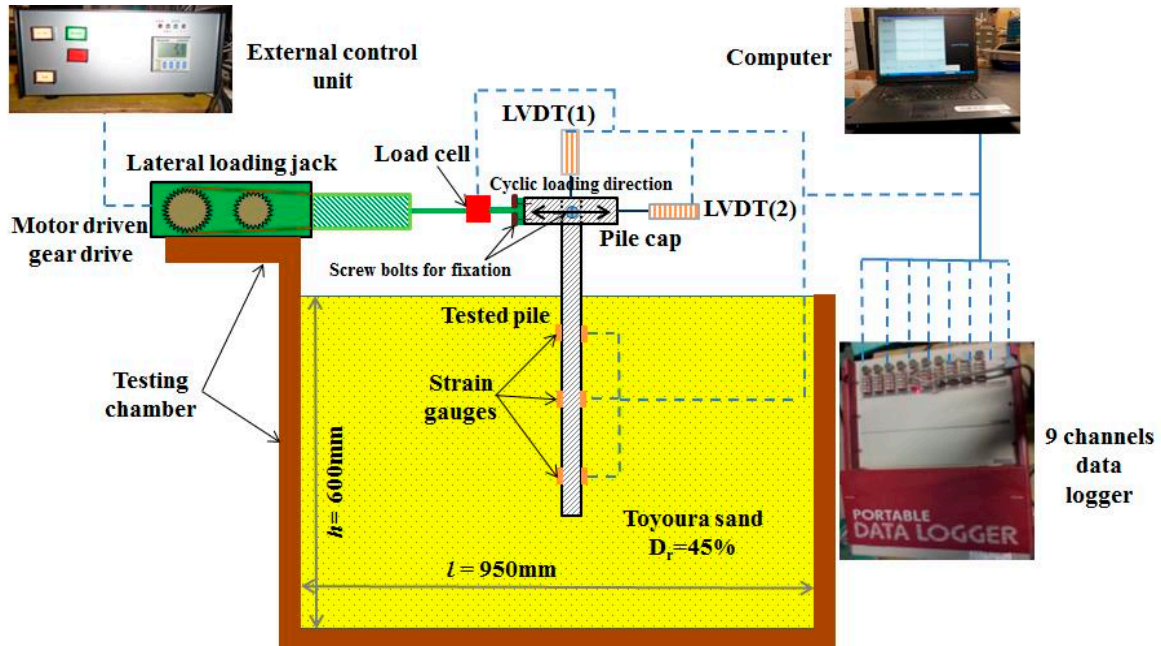 External control
unit
Computer
LVDT(1)
Lateral loading jack
Load cell
Cyclic loading direction
LVDT(2)
Motor driven
gear drive
Pile cap
Screw bolts for fixation
Tested pile
Testing
chamber
Strain
gauges
9 channels
data
logger
h= 600mm
Toyoura sand
Dr=45%
PORTABLE
DATA LOGGER
l = 950mm